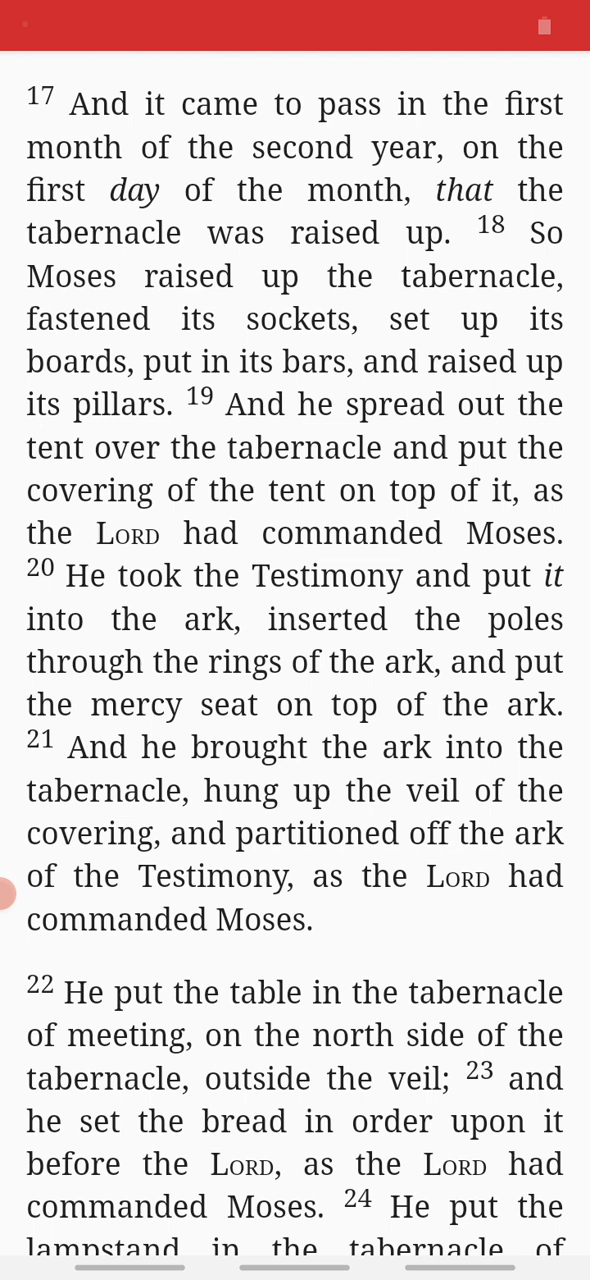 17 And it came to pass in the first
month of the second year, on the
first day of the month, that the
tabernacle was raised up. 18 So
Moses raised up the tabernacle,
fastened its sockets, set up its
boards, put in its bars, and raised up
its pillars. 19 And he spread out the
tent over the tabernacle and put the
covering of the tent on top of it, as
the LORD had commanded Moses.
20 He took the Testimony and put it
into the ark, inserted the poles
through the rings of the ark, and put
the mercy seat on top of the ark.
21 And he brought the ark into the
tabernacle, hung up the veil of the
covering, and partitioned off the ark
of the Testimony, as the LORD had
commanded Moses.
22 He put the table in the tabernacle
of meeting, on the north side of the
tabernacle, outside the veil; 23 and
he set the bread in order upon it
before the LORD, as the LORD had
commanded Moses. 24 He put the
lampstand in the tabernacle of